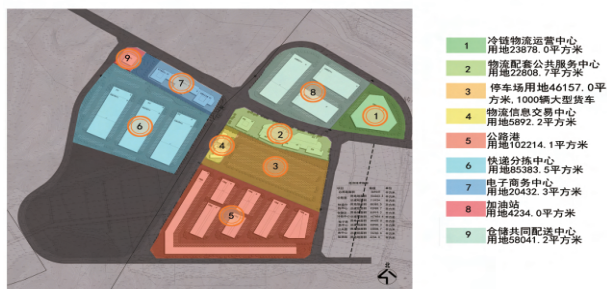 9
7
8
1
6
2
4
3
5
1
冷链物流运营中心
用地23878.0平方米
2
物流配套公共服务中心
用地22808.7平方米
3
停车场用地46157.0平
方米,1000辆大型货车
4
物流信息交易中心
用地5892.2平方米
5
公路港
用地102214.1平方米
6
快递分拣中心
用地85383.5平方米
7
电子商务中心
用地20432.3平方米
8
加油站
用地4234.0平方米
9
仓储共同配送中心
用地58041.2平方米